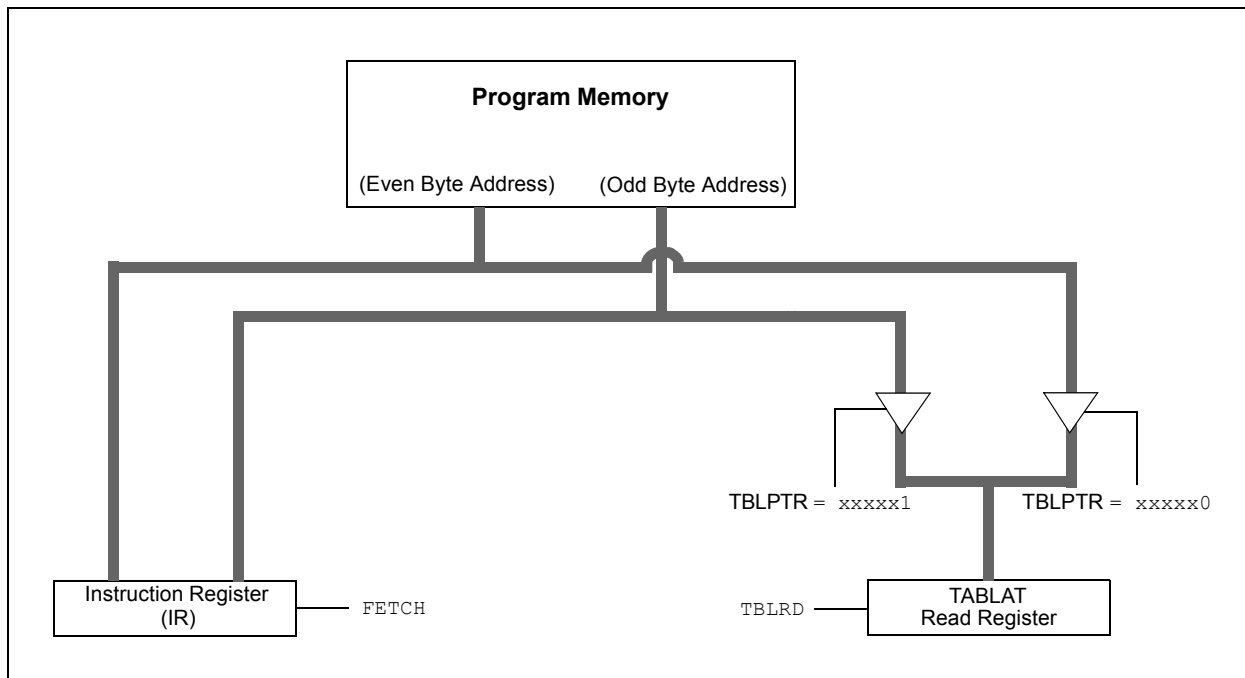 Program Memory
(Even Byte Address) (Odd Byte Address)
TBLPTR = xxxxx1 TBLPTR = xxxxx0
Instruction Register
(IR)
FETCH
TBLRD
TABLAT
Read Register